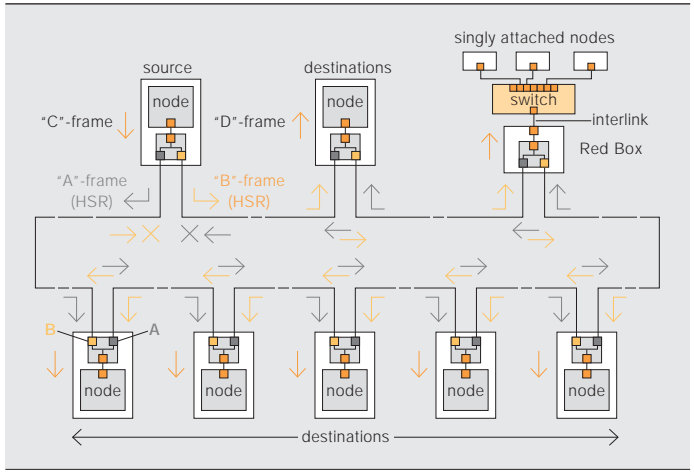 singly attached nodes
source
destinations
node
node
switch
"C"-frame
"D"-frame
interlink
Red Box
"A"-frame
(HSR)
"B"-frame
(HSR)
B
A
node
node
node
node
node
destinations